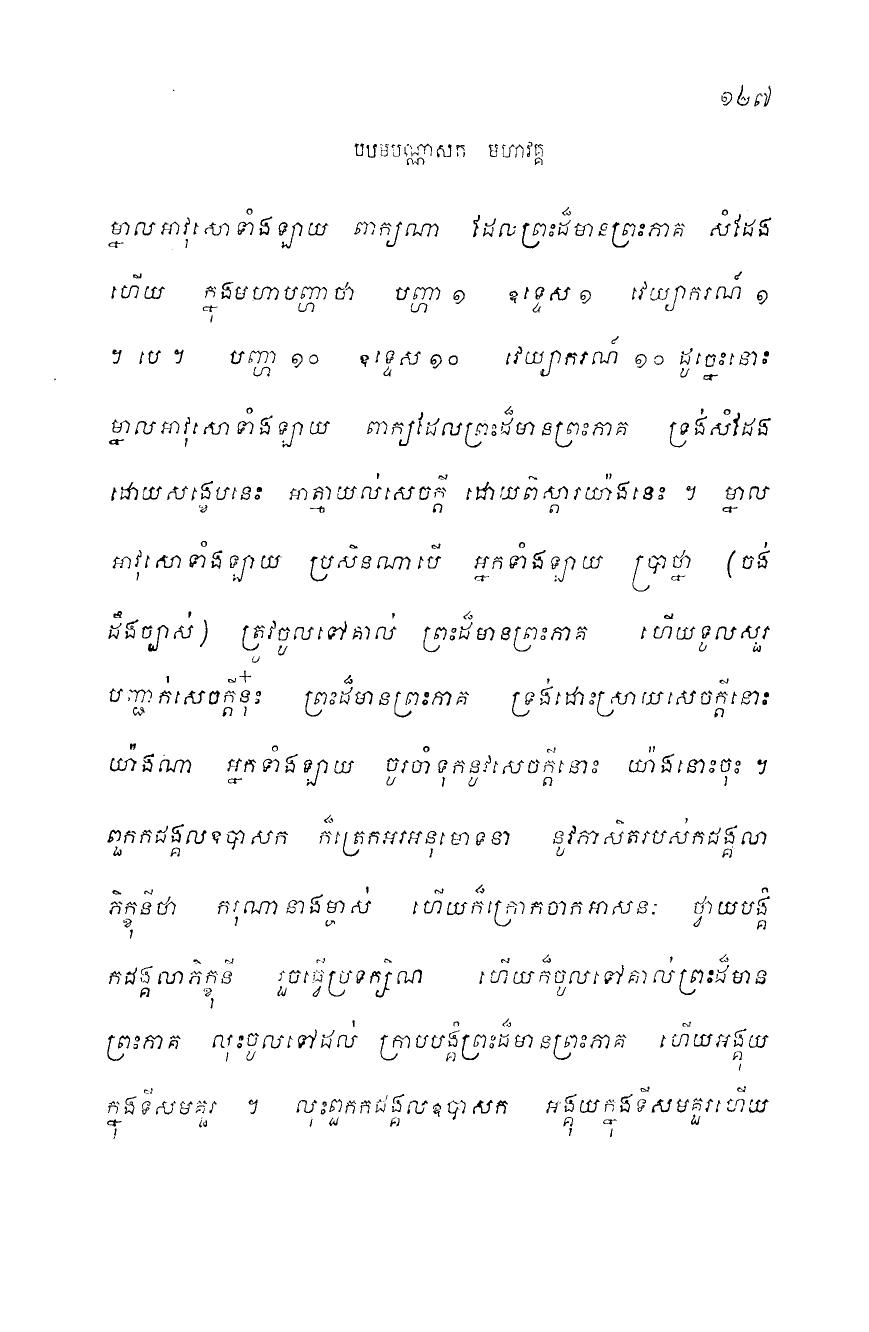 ១២៧
បឋមបណ្ណាសក មហាវគ្គ
ម្នាលអាវុសោទាំងឡាយ ពាក្យណា ដែលព្រះដ៏មានព្រះភាគ សំដែង
ហើយ ក្នុងមហាបញ្ហាថា បញ្ហា ១ ឧទ្ទេស ១ វេយ្យាករណ៍ ១
។ បេ ។ បញ្ហា ១០ ឧទ្ទេស ១០ វេយ្យាករណ៍ ១០ ដូច្នេះនោះ
ម្នាលអាវុសោទាំងឡាយ ពាក្យដែលព្រះដ៏មានព្រះភាគ ទ្រង់សំដែង
ដោយសង្ខេបនេះ អាត្មាយល់សេចក្តី ដោយពិស្តារយ៉ាងនេះ ។ ម្នាល
អាវុសោទាំងឡាយ ប្រសិនណាបើ អ្នកទាំងឡាយ ប្រាថ្នា (ចង់
ដឹងច្បាស់) ត្រូវចូលទៅគាល់ ព្រះដ៏មានព្រះភាគ ហើយទូលសួរ
បញ្ជាក់សេចក្តីនុ៎ះ ព្រះដ៏មានព្រះភាគ ទ្រង់ដោះស្រាយសេចក្តីនោះ
យ៉ាងណា អ្នកទាំងឡាយ ចូរចាំទុកនូវសេចក្តីនោះ យ៉ាងនោះចុះ ។
ពួកកជង្គលឧបាសក ក៏ត្រេកអរអនុមោទនា នូវភាសិតរបស់កជង្គលា
ភិក្ខុនីថា ករុណានាងម្ចាស់ ហើយក៏ក្រោកចាកអាសនៈ ថ្វាយបង្គំ
កជង្គលាភិក្ខុនី រួចធ្វើប្រទក្សិណ ហើយក៏ចូលទៅគាល់ព្រះដ៏មាន
ព្រះភាគ លុះចូលទៅដល់ ក្រាបបង្គំព្រះដ៏មានព្រះភាគ ហើយអង្គុយ
ក្នុងទីសមគួរ ។ លុះពួកកជង្គលឧបាសក អង្គុយក្នុងទីសមគួរហើយ